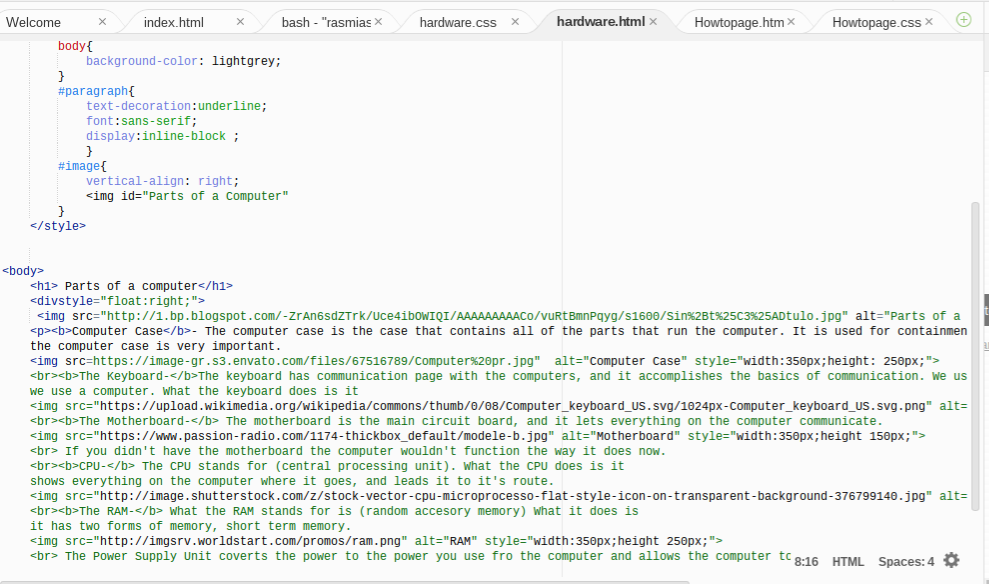 Welcome × index.html × bash - "rasmias × hardware.css × hardware.html × Howtopage.htm × Howtopage.css ×
body{
background-color: lightgrey;
}
#paragraph{
text-decoration:underline;
font:sans-serif;
display:inline-block ;
}
#image{
vertical-align: right;
<img id="Parts of a Computer"
}
</style>
<body>
<h1> Parts of a computer</h1>
<divstyle="float:right;">
<img src="http://1.bp.blogspot.com/-ZrAn6sdZTrk/Uce4ibOWIQI/AAAAAAAAACo/vuRtBmnPqyg/s1600/Sin%2Bt%25C3%25ADtulo.jpg" alt="Parts of a
<p><b>Computer Case</b>- The computer case is the case that contains all of the parts that run the computer. It is used for containmen
the computer case is very important.
<img src=https://image-gr.s3.envato.com/files/67516789/Computer%20pr.jpg"  alt="Computer Case" style="width:350px;height: 250px;">
<br><b>The Keyboard-</b>The keyboard has communication page with the computers, and it accomplishes the basics of communication. We us
we use a computer. What the keyboard does is it
<img src="https://upload.wikimedia.org/wikipedia/commons/thumb/0/08/Computer_keyboard_US.svg/1024px-Computer_keyboard_US.svg.png" alt=
<br><b>The Motherboard-</b> The motherboard is the main circuit board, and it lets everything on the computer communicate.
<img src="https://www.passion-radio.com/1174-thickbox_default/modele-b.jpg" alt="Motherboard" style="width:350px;height 150px;">
<br> If you didn't have the motherboard the computer wouldn't function the way it does now.
<br><b>CPU-</b> The CPU stands for (central processing unit). What the CPU does is it
shows everything on the computer where it goes, and leads it to it's route.
<img src="http://image.shutterstock.com/z/stock-vector-cpu-microprocesso-flat-style-icon-on-transparent-background-376799140.jpg" alt=
<br><b>The RAM-</b> What the RAM stands for is (random accesory memory) What it does is
it has two forms of memory, short term memory.
<img src="http://imgsrv.worldstart.com/promos/ram.png" alt="RAM" style="width:350px;height 250px;">
<br> The Power Supply Unit coverts the power to the power you use fro the computer and allows the computer to
8:16 HTML Spaces: 4